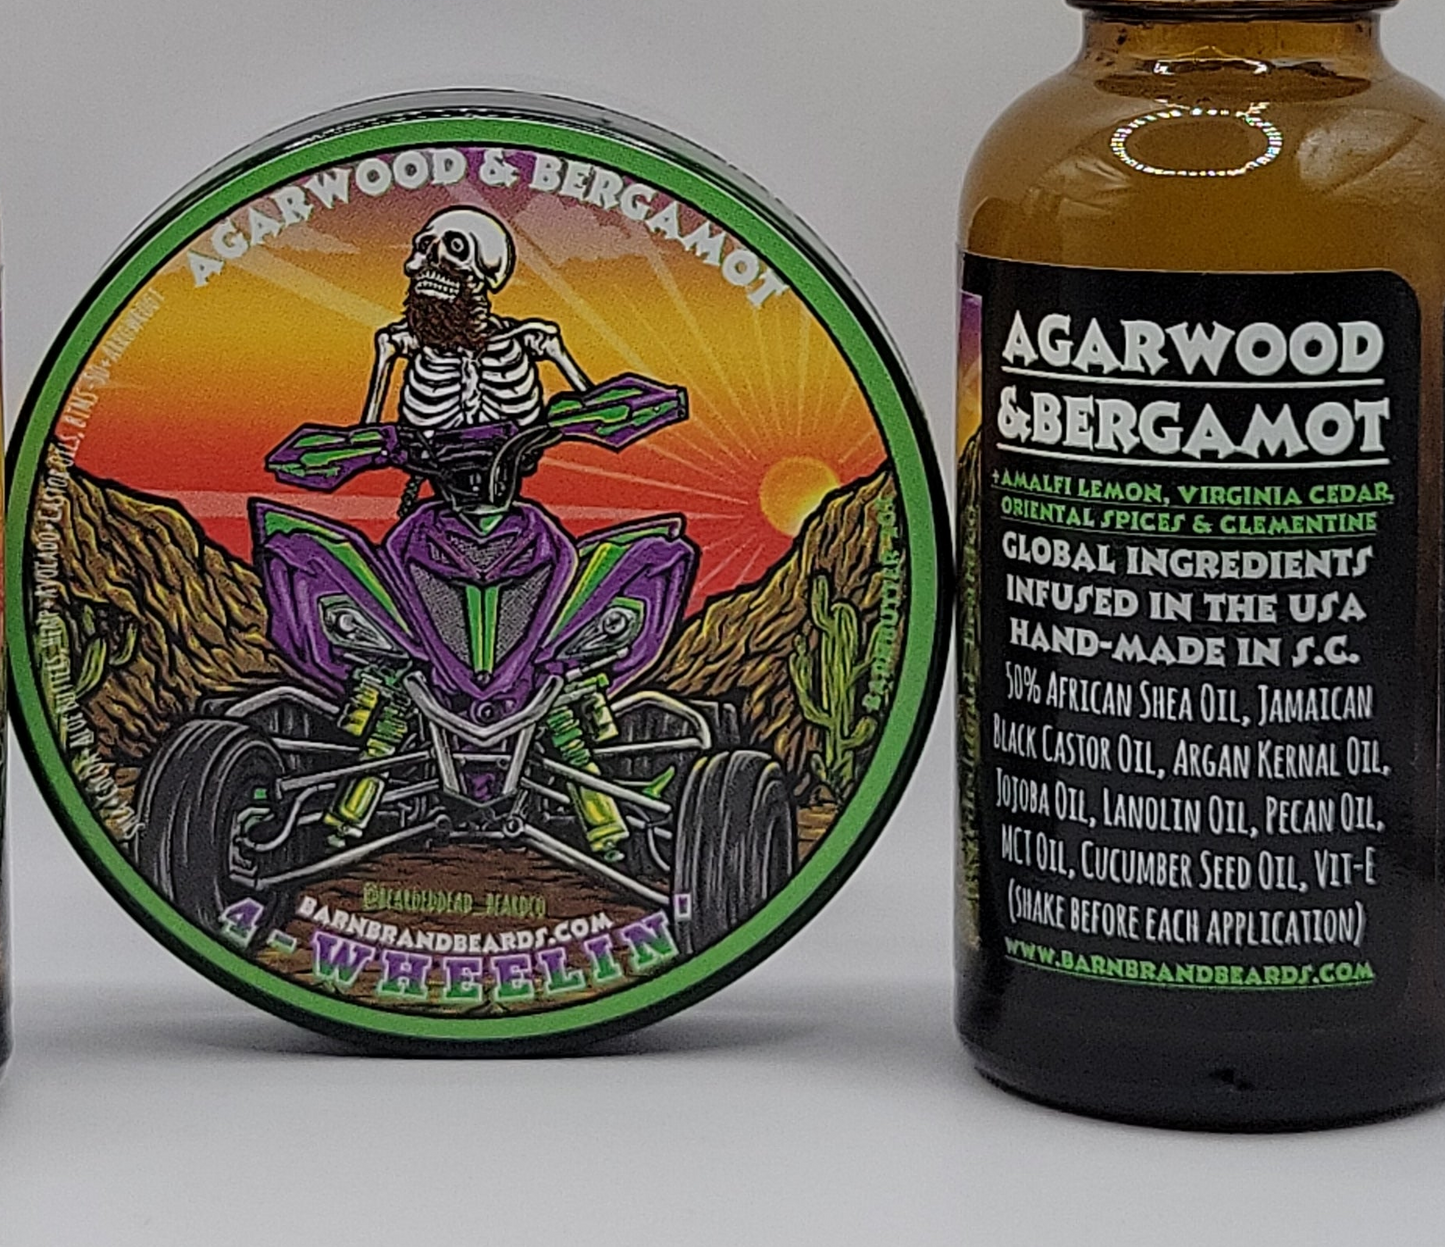 AGARWOOD & BERGAMOT
@BEARDEDDEAD_BEARDCO
BARNBRANDBEARDS.COM
4-WHEELIN'
AGARWOOD
&BERGAMOT
+AMALFI LEMON, VIRGINIA CEDAR,
ORIENTAL SPICES & CLEMENTINE
GLOBAL INGREDIENTS
INFUSED IN THE USA
HAND-MADE IN S.C.
50% AFRICAN SHEA OIL, JAMAICAN
BLACK CASTOR OIL, ARGAN KERNAL OIL,
JOJOBA OIL, LANOLIN OIL, PECAN OIL,
MCT OIL, CUCUMBER SEED OIL, VIT-E
(SHAKE BEFORE EACH APPLICATION)
WWW.BARNBRANDBEARDS.COM